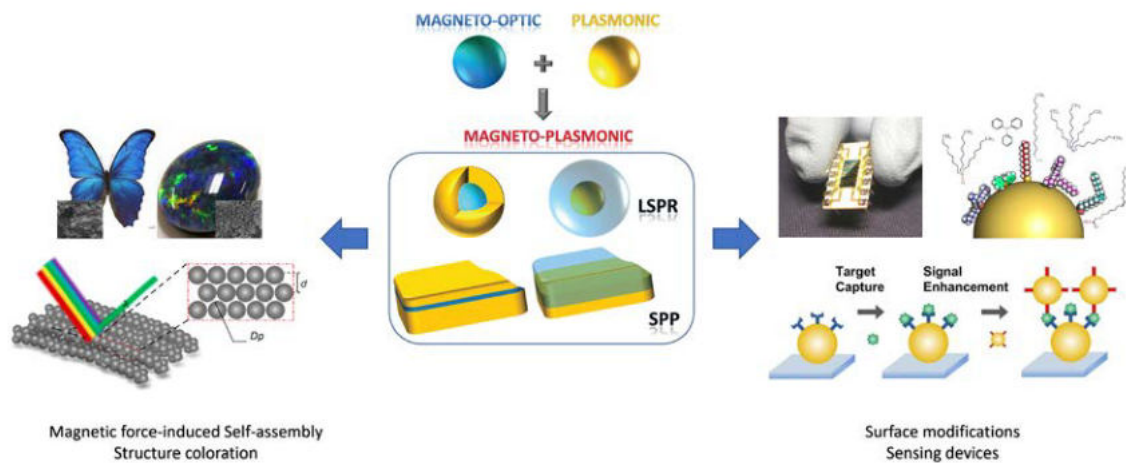 MAGNETO-OPTIC
PLASMONIC
MAGNETO-PLASMONIC
LSPR
SPP
d
Dp
Magnetic force-induced Self-assembly
Structure coloration
Target
Capture
Signal
Enhancement
Surface modifications
Sensing devices